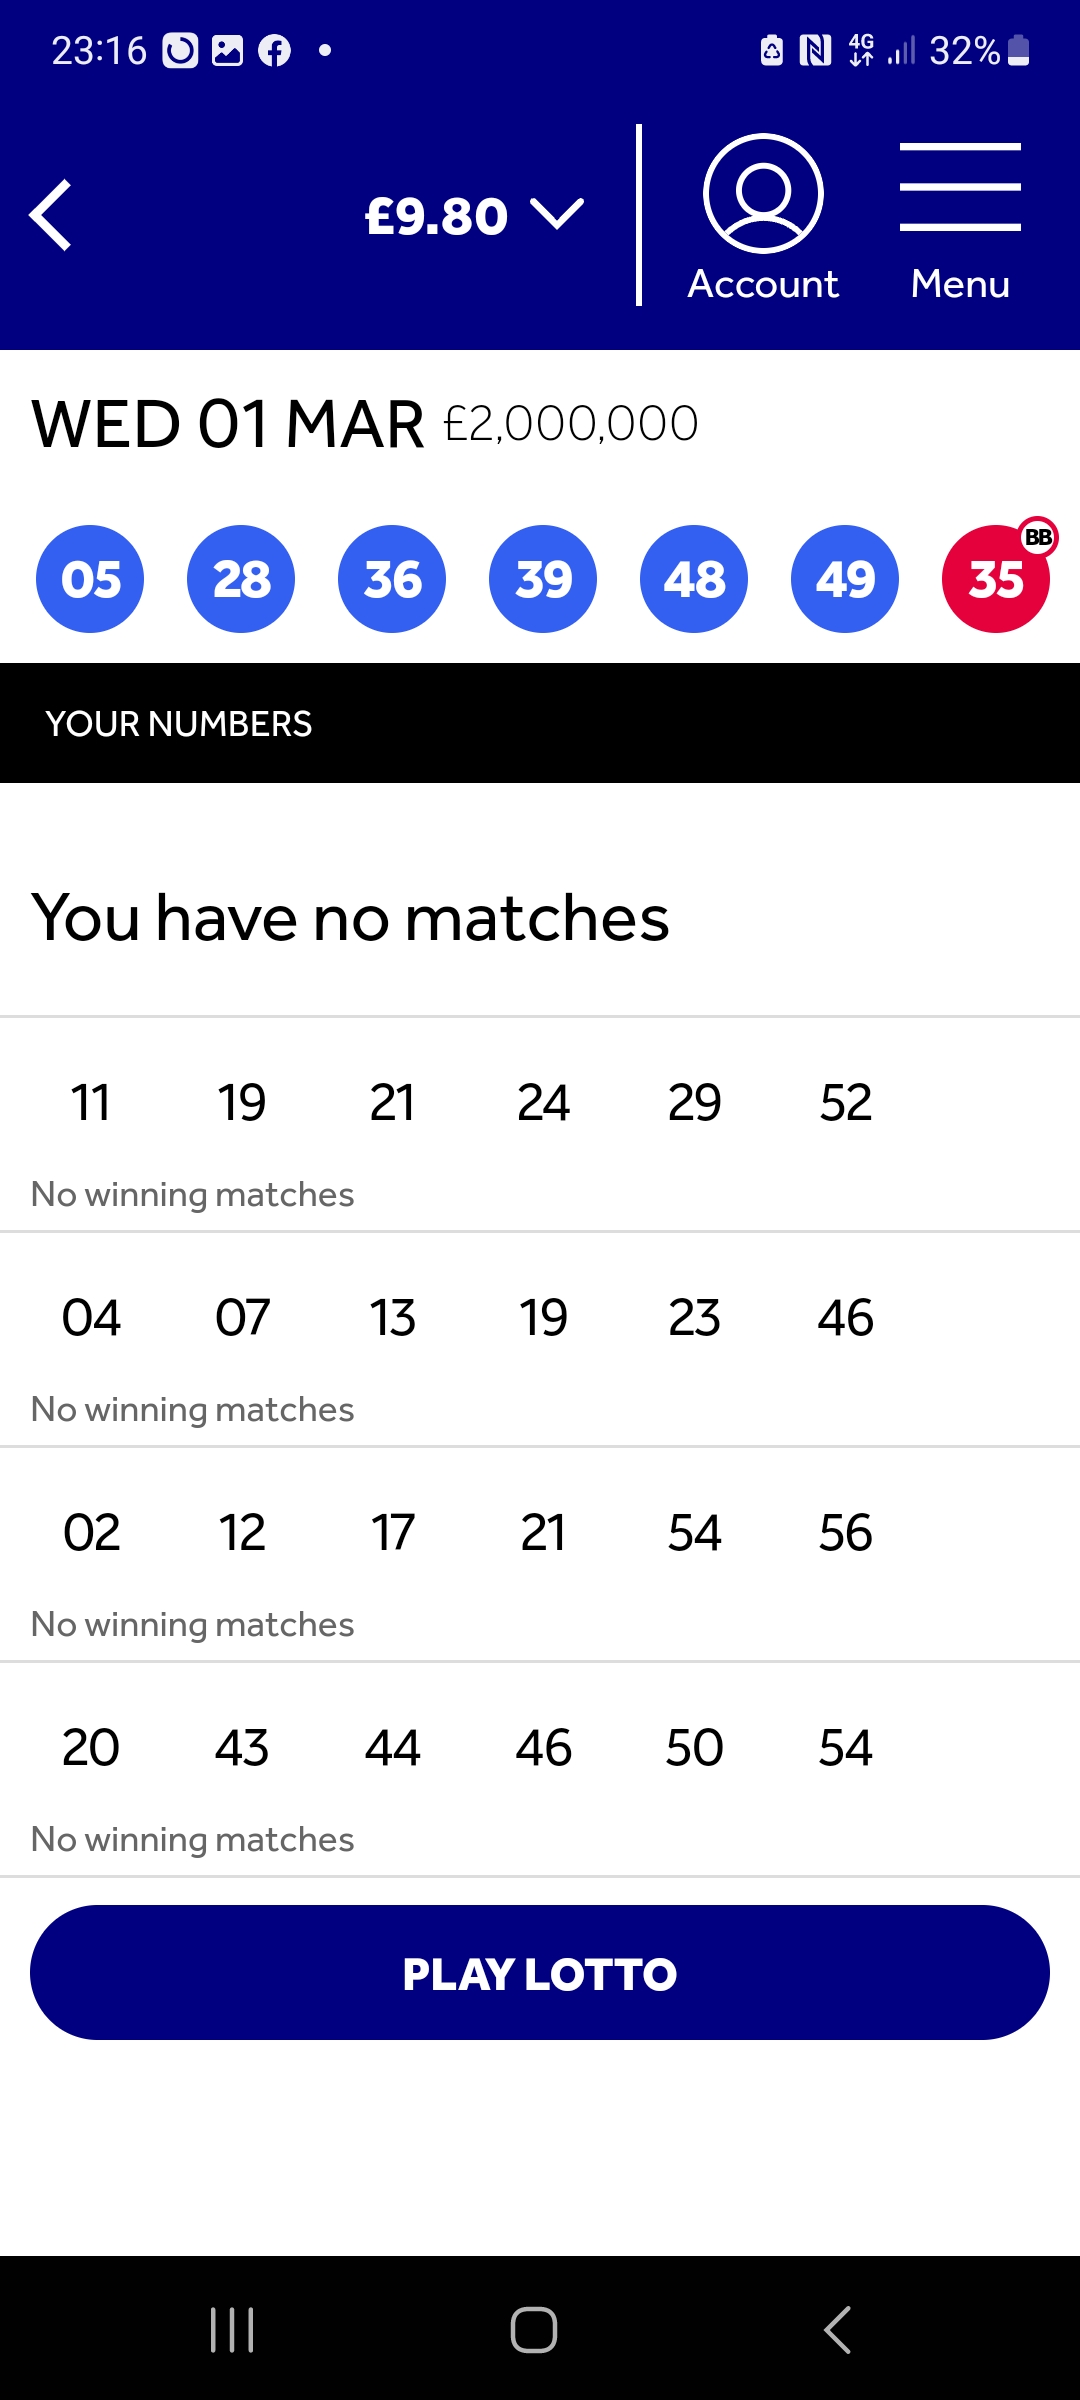 23:16 4G 32%
£9.80
Account Menu
WED 01 MAR £2,000,000
05 28 36 39 48 49 35 BB
YOUR NUMBERS
You have no matches
11 19 21 24 29 52
No winning matches
04 07 13 19 23 46
No winning matches
02 12 17 21 54 56
No winning matches
20 43 44 46 50 54
No winning matches
PLAY LOTTO